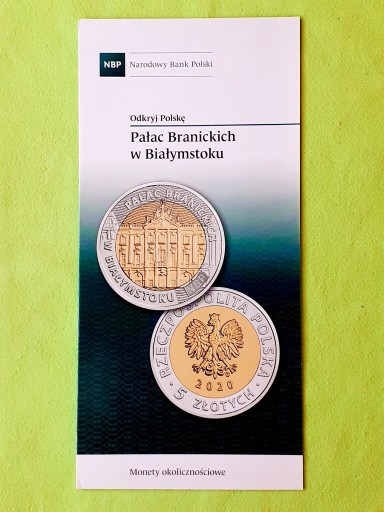 NBP Narodowy Bank Polski
Odkryj Polskę
Pałac Branickich
w Białymstoku
PAŁAC BRANICKICH
W BIAŁYMSTOKU
RZECZPOSPOLITA POLSKA
2020
5 ZŁOTYCH
Monety okolicznościowe